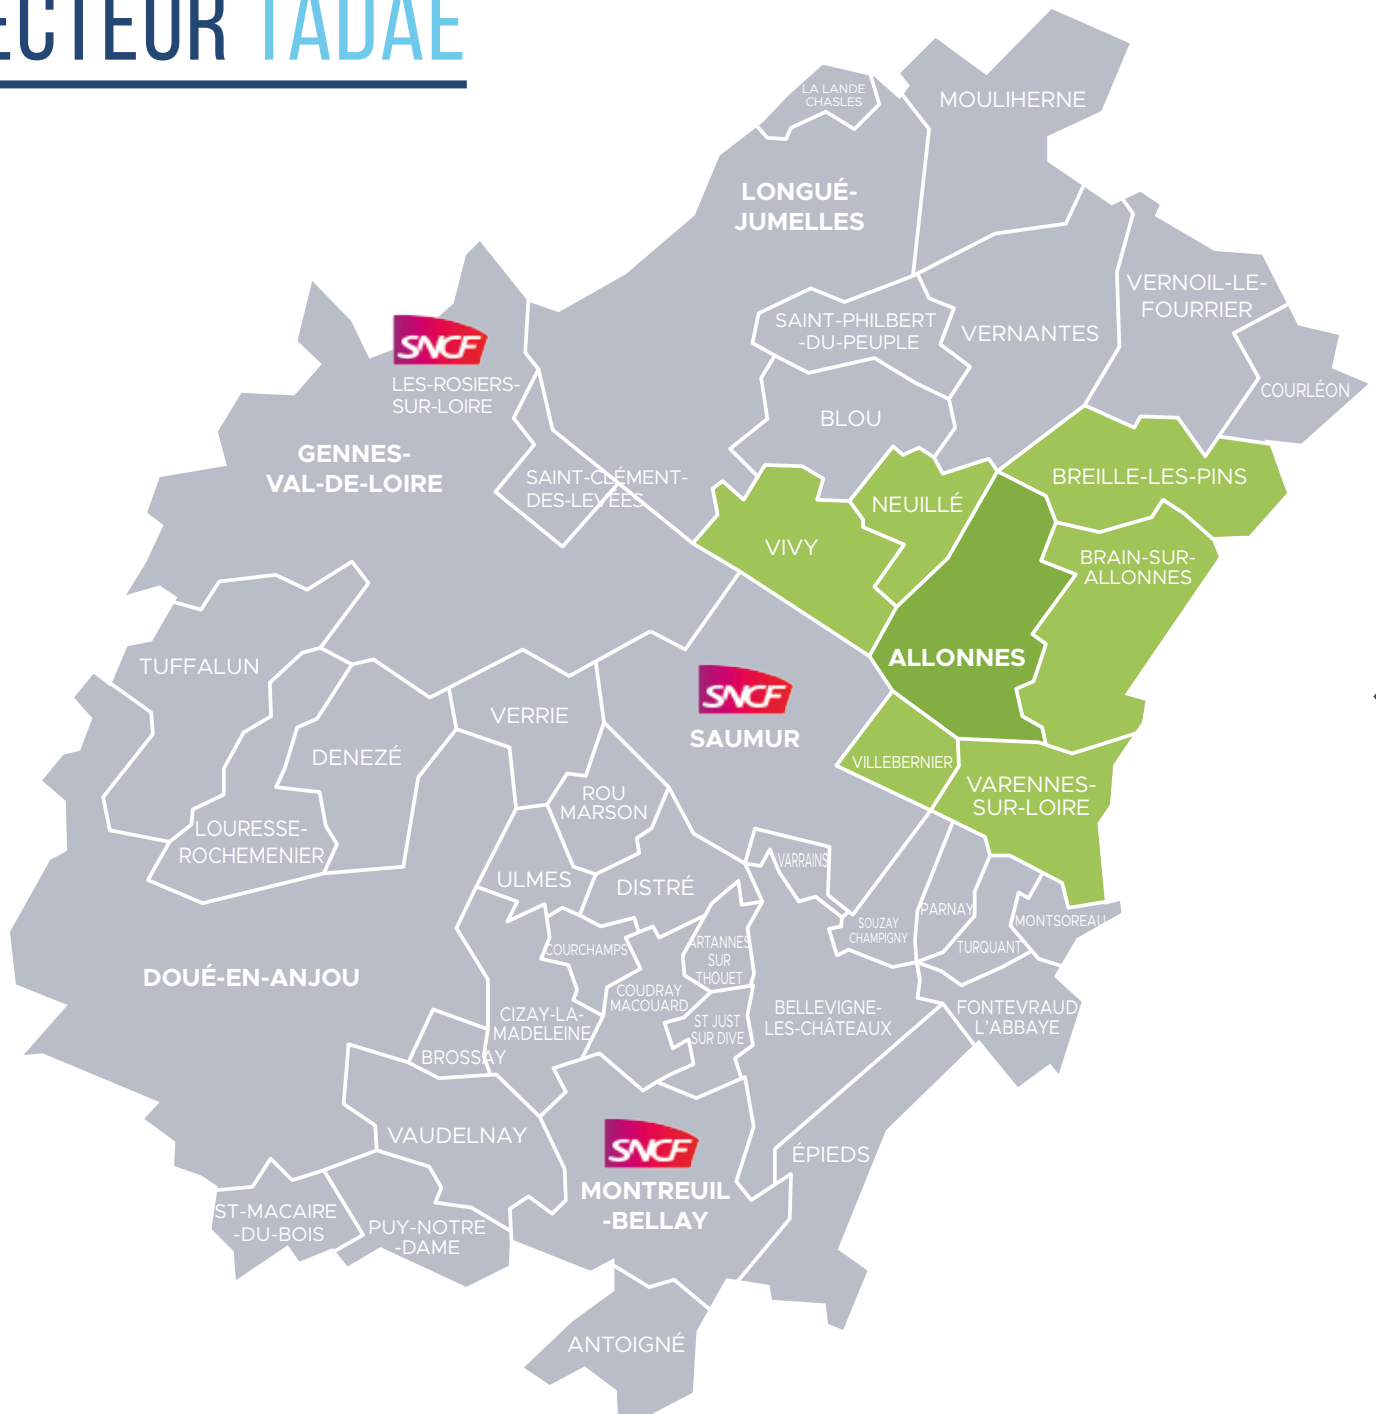 ECTEUR TADAE
LA LANDE
CHASLES
MOULIHERNE
LONGUÉ-
JUMELLES
VERNOIL-LE-
FOURRIER
SAINT-PHILBERT
-DU-PEUPLE
VERNANTES
SNCF
LES-ROSIERS-
SUR-LOIRE
COURLÉON
BLOU
GENNES-
VAL-DE-LOIRE
SAINT-CLÉMENT-
DES-LEVÉES
BREILLE-LES-PINS
NEUILLÉ
VIVY
BRAIN-SUR-
ALLONNES
TUFFALUN
ALLONNES
SNCF
SAUMUR
VERRIE
DENEZÉ
VILLEBERNIER
VARENNES-
SUR-LOIRE
ROU
MARSON
LOURESSE-
ROCHEMENIER
VARRAINS
ULMES
DISTRÉ
PARNAY
MONTSOREAU
SOUZAY
CHAMPIGNY
TURQUANT
COURCHAMPS
ARTANNES
SUR
THOUET
DOUÉ-EN-ANJOU
COUDRAY
MACOUARD
CIZAY-LA-
MADELEINE
ST JUST
SUR DIVE
BELLEVIGNE-
LES-CHÂTEAUX
FONTEVRAUD
L'ABBAYE
BROSSAY
VAUDELNAY
SNCF
MONTREUIL
-BELLAY
ÉPIEDS
ST-MACAIRE
-DU-BOIS
PUY-NOTRE
-DAME
ANTOIGNÉ